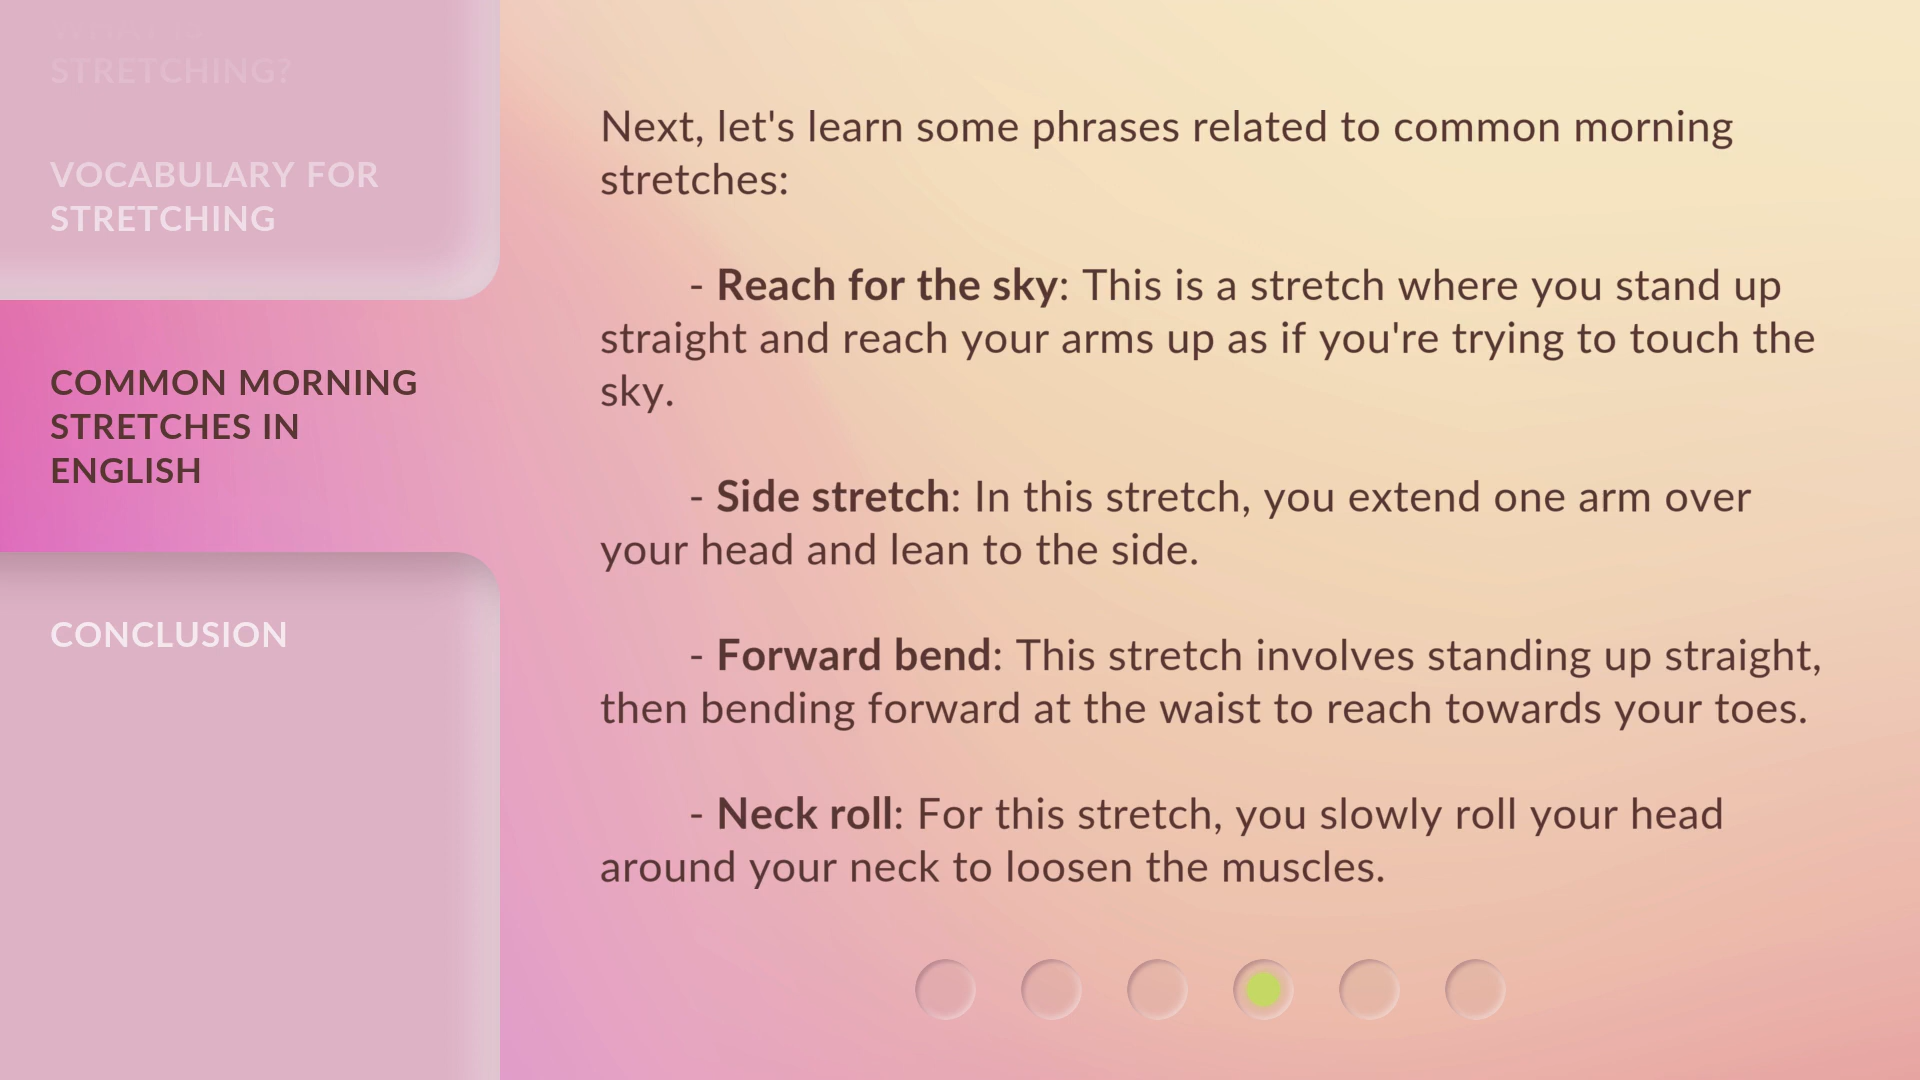 WHAT IS
STRETCHING?
VOCABULARY FOR
STRETCHING
COMMON MORNING
STRETCHES IN
ENGLISH
CONCLUSION
Next, let's learn some phrases related to common morning
stretches:
- Reach for the sky: This is a stretch where you stand up
straight and reach your arms up as if you're trying to touch the
sky.
- Side stretch: In this stretch, you extend one arm over
your head and lean to the side.
- Forward bend: This stretch involves standing up straight,
then bending forward at the waist to reach towards your toes.
- Neck roll: For this stretch, you slowly roll your head
around your neck to loosen the muscles.